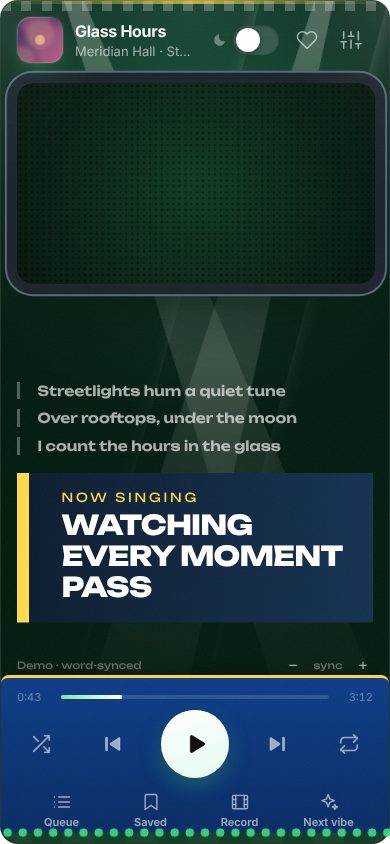 Glass Hours
Meridian Hall · St...
Streetlights hum a quiet tune
Over rooftops, under the moon
I count the hours in the glass
NOW SINGING
WATCHING
EVERY MOMENT
PASS
Demo · word-synced
− sync +
0:43
3:12
Queue
Saved
Record
Next vibe